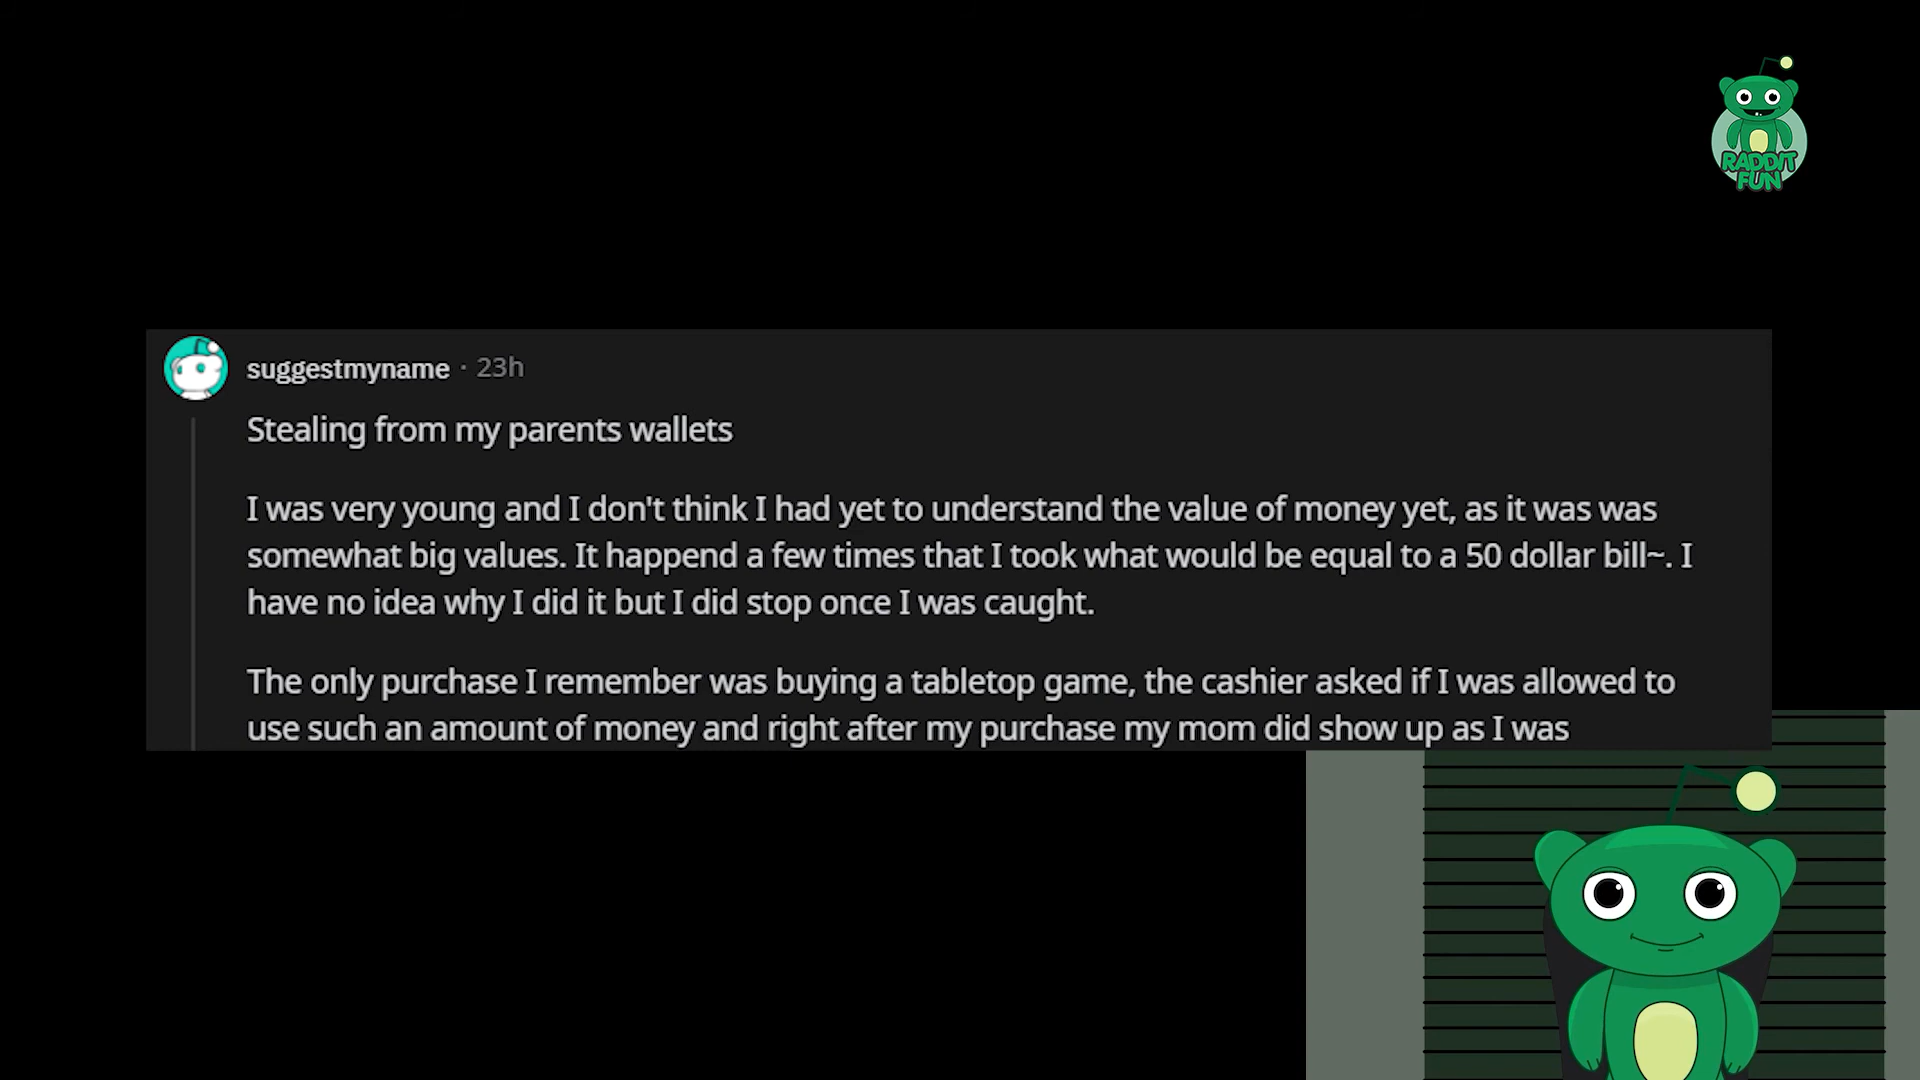 RADDIT
FUN
suggestmyname · 23h
Stealing from my parents wallets
I was very young and I don't think I had yet to understand the value of money yet, as it was was
somewhat big values. It happend a few times that I took what would be equal to a 50 dollar bill~. I
have no idea why I did it but I did stop once I was caught.
The only purchase I remember was buying a tabletop game, the cashier asked if I was allowed to
use such an amount of money and right after my purchase my mom did show up as I was